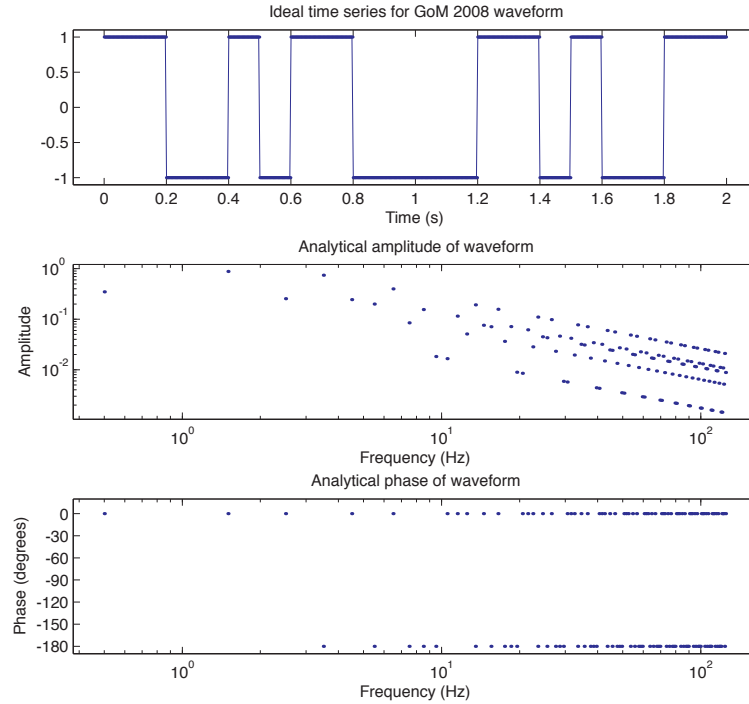 Ideal time series for GoM 2008 waveform
1
0.5
0
-0.5
-1
0 0.2 0.4 0.6 0.8 1 1.2 1.4 1.6 1.8 2
Time (s)
Analytical amplitude of waveform
Amplitude
10^0
10^-1
10^-2
10^0 10^1 10^2
Frequency (Hz)
Analytical phase of waveform
Phase (degrees)
0
-30
-60
-90
-120
-150
-180
10^0 10^1 10^2
Frequency (Hz)